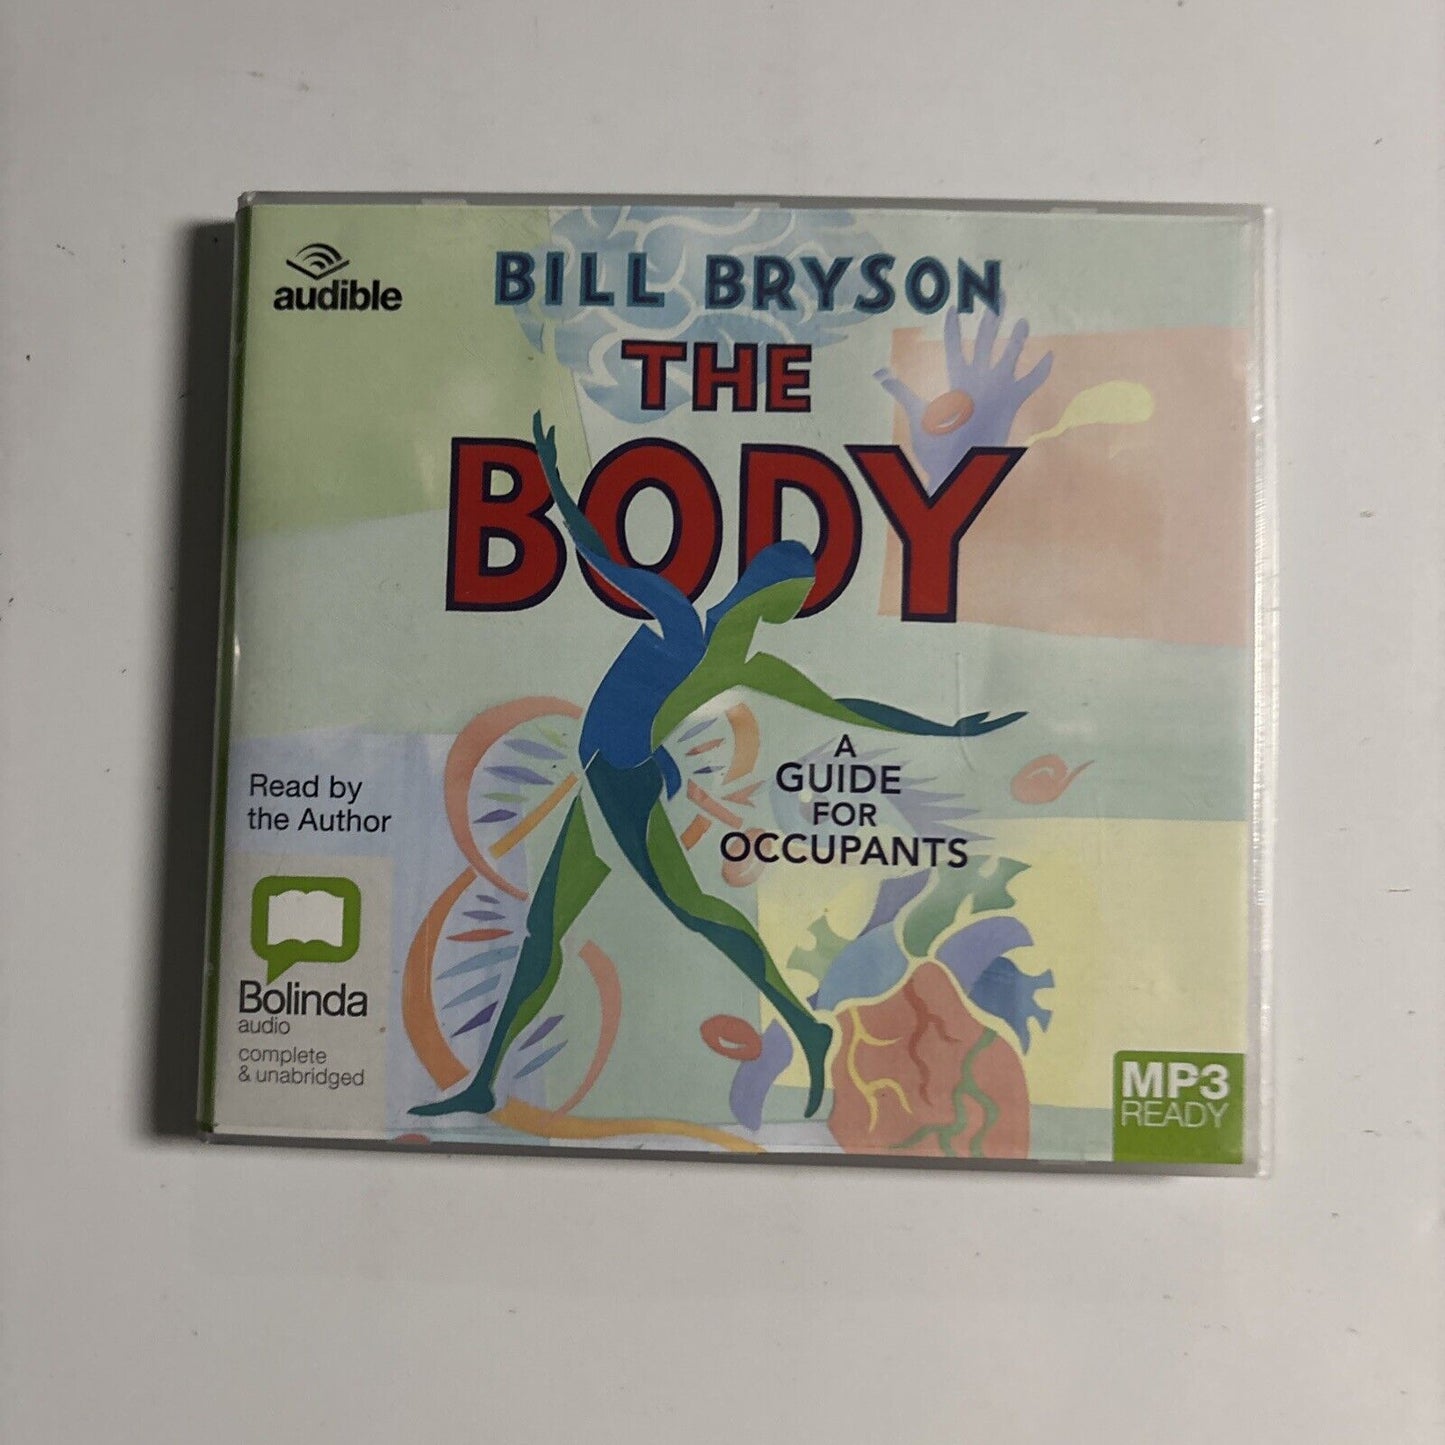 audible
BILL BRYSON
THE
BODY
A
GUIDE
FOR
OCCUPANTS
Read by
the Author
Bolinda
audio
complete
& unabridged
MP3
READY